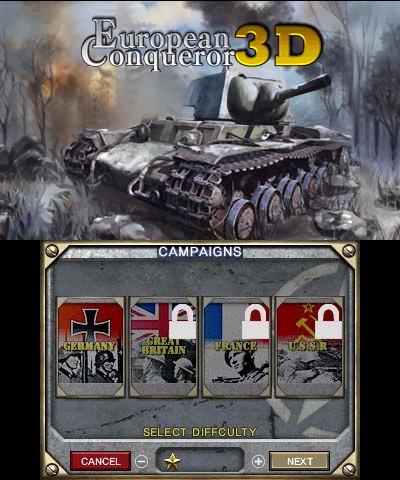 European
Conqueror 3D
CAMPAIGNS
GERMANY
GREAT
BRITAIN
FRANCE
U.S.S.R
SELECT DIFFCULTY
CANCEL
NEXT